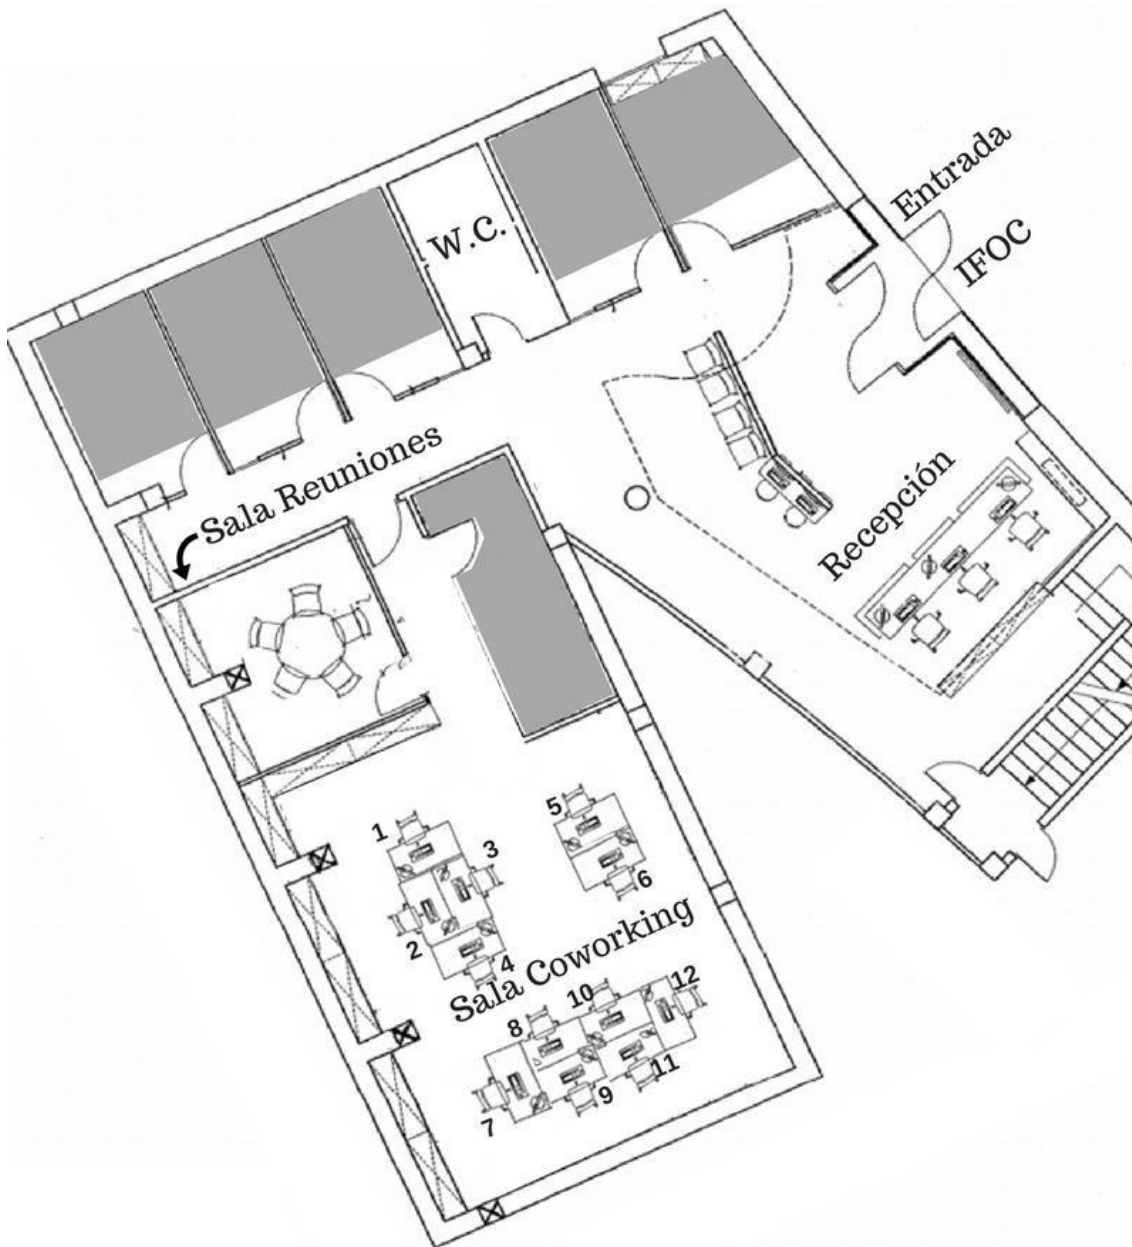 Entrada
IFOC
W.C.
Sala Reuniones
Recepción
1
3
2
4
5
6
Sala Coworking
8
10
12
7
9
11